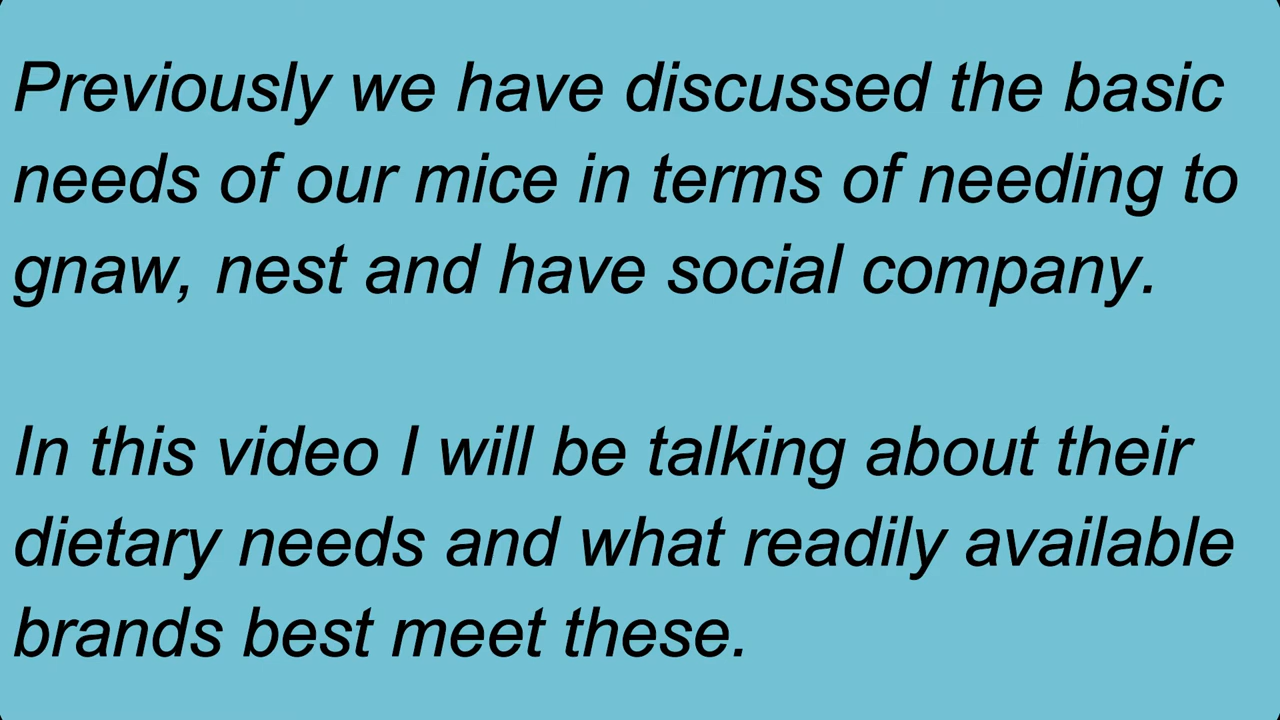 Previously we have discussed the basic
needs of our mice in terms of needing to
gnaw, nest and have social company.
In this video I will be talking about their
dietary needs and what readily available
brands best meet these.